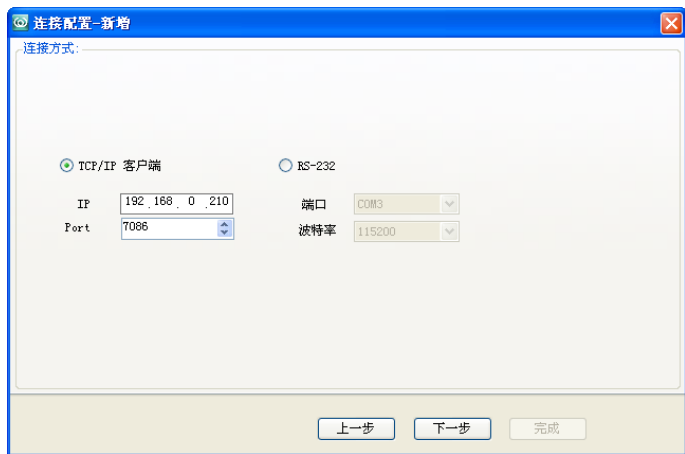 连接配置-新增
连接方式:
TCP/IP 客户端 RS-232
IP 192 .168 . 0 .210 端口 COM3
Port 7086 波特率 115200
上一步 下一步 完成